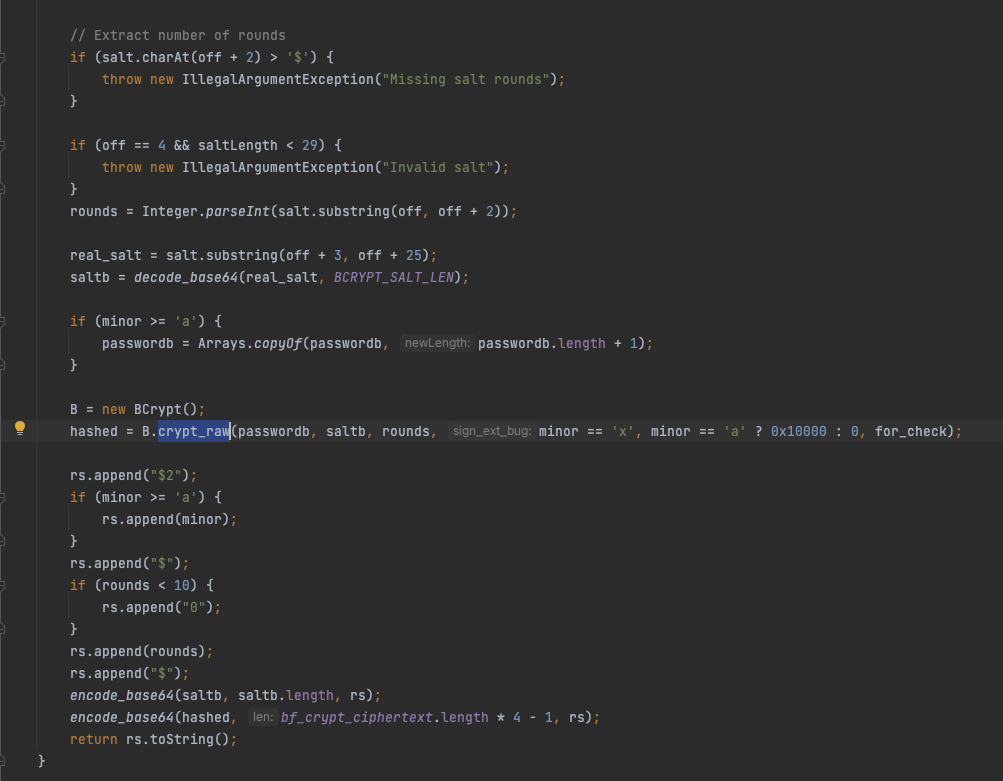 // Extract number of rounds
if (salt.charAt(off + 2) > '$') {
throw new IllegalArgumentException("Missing salt rounds");
}
if (off == 4 && saltLength < 29) {
throw new IllegalArgumentException("Invalid salt");
}
rounds = Integer.parseInt(salt.substring(off, off + 2));
real_salt = salt.substring(off + 3, off + 25);
saltb = decode_base64(real_salt, BCRYPT_SALT_LEN);
if (minor >= 'a') {
passwordb = Arrays.copyOf(passwordb, newLength: passwordb.length + 1);
}
B = new BCrypt();
hashed = B.crypt_raw(passwordb, saltb, rounds, sign_ext_bug: minor == 'x', minor == 'a' ? 0x10000 : 0, for_check);
rs.append("$2");
if (minor >= 'a') {
rs.append(minor);
}
rs.append("$");
if (rounds < 10) {
rs.append("0");
}
rs.append(rounds);
rs.append("$");
encode_base64(saltb, saltb.length, rs);
encode_base64(hashed, len: bf_crypt_ciphertext.length * 4 - 1, rs);
return rs.toString();
}